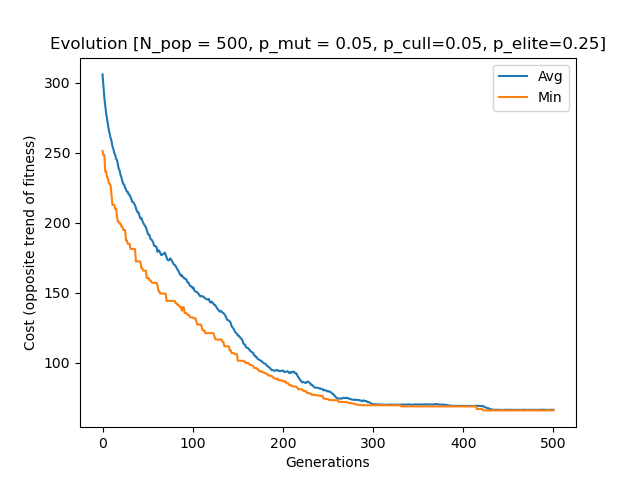 Evolution [N_pop = 500, p_mut = 0.05, p_cull=0.05, p_elite=0.25]
Avg
Min
Cost (opposite trend of fitness)
300
250
200
150
100
0
100
200
300
400
500
Generations